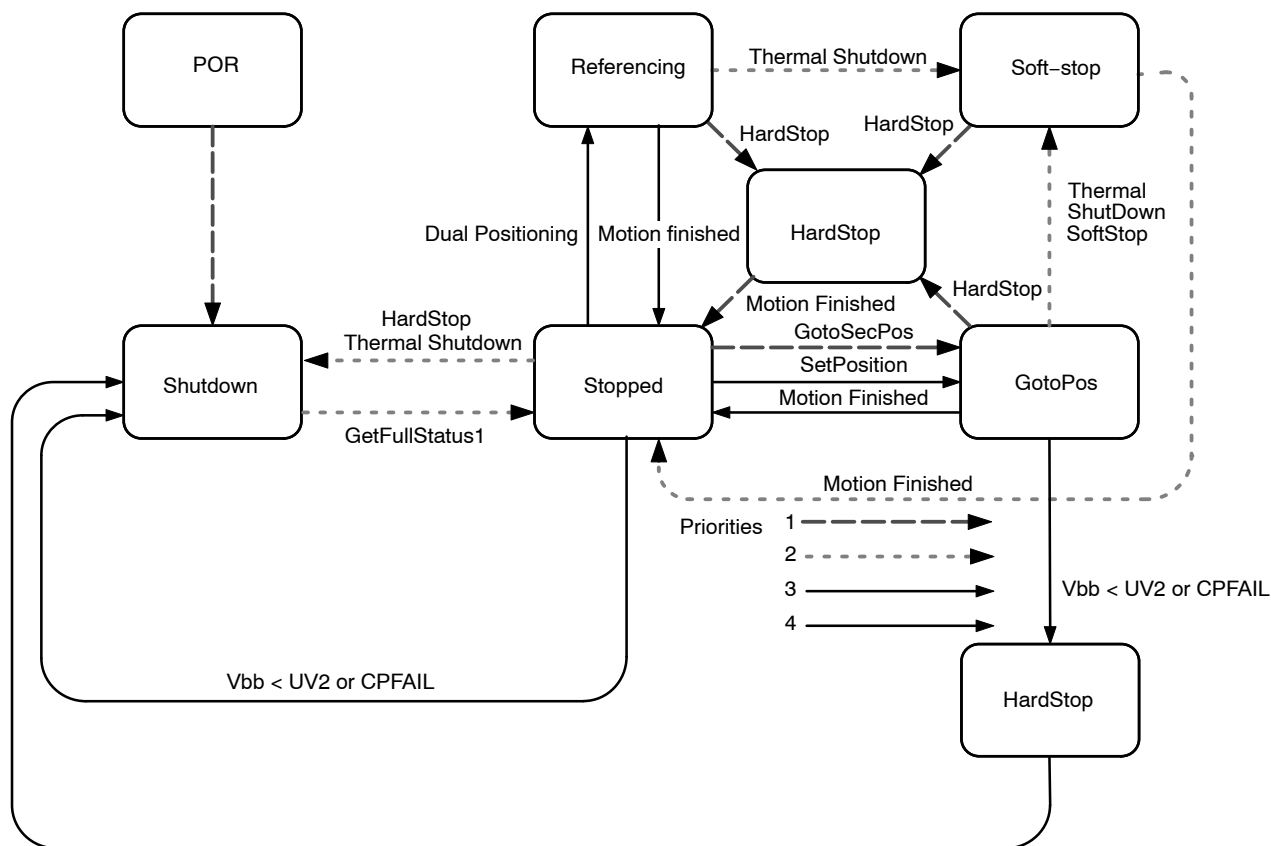 POR
Referencing
Thermal Shutdown
Soft−stop
HardStop
HardStop
Thermal
ShutDown
SoftStop
Dual Positioning
Motion finished
HardStop
HardStop
Motion Finished
HardStop
Thermal Shutdown
GotoSecPos
SetPosition
Motion Finished
Shutdown
Stopped
GotoPos
GetFullStatus1
Motion Finished
Priorities
1
2
3
4
Vbb < UV2 or CPFAIL
Vbb < UV2 or CPFAIL
HardStop